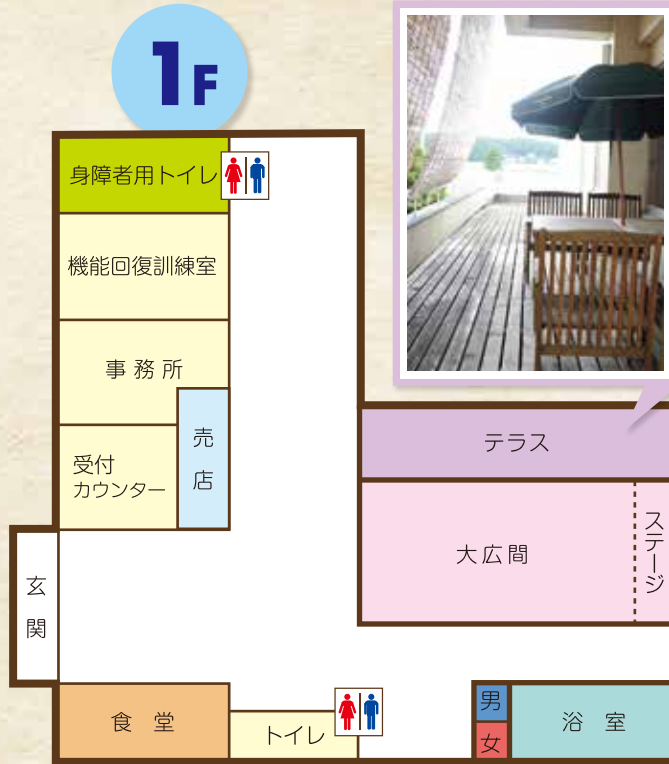 1F
身障者用トイレ
機能回復訓練室
事務所
売店
受付
カウンター
テラス
大広間
ステージ
玄関
食堂
トイレ
男
女
浴室